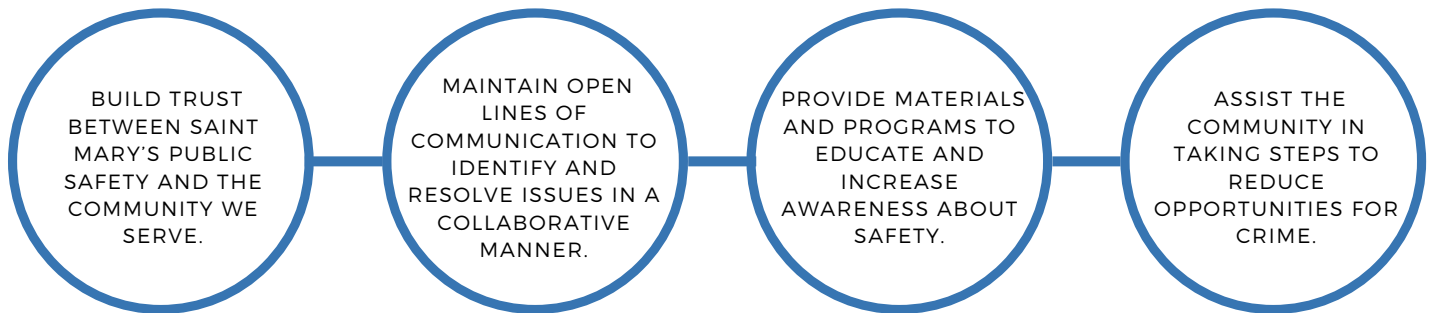 BUILD TRUST
BETWEEN SAINT
MARY'S PUBLIC
SAFETY AND THE
COMMUNITY WE
SERVE.
MAINTAIN OPEN
LINES OF
COMMUNICATION TO
IDENTIFY AND
RESOLVE ISSUES IN A
COLLABORATIVE
MANNER.
PROVIDE MATERIALS
AND PROGRAMS TO
EDUCATE AND
INCREASE
AWARENESS ABOUT
SAFETY.
ASSIST THE
COMMUNITY IN
TAKING STEPS TO
REDUCE
OPPORTUNITIES FOR
CRIME.